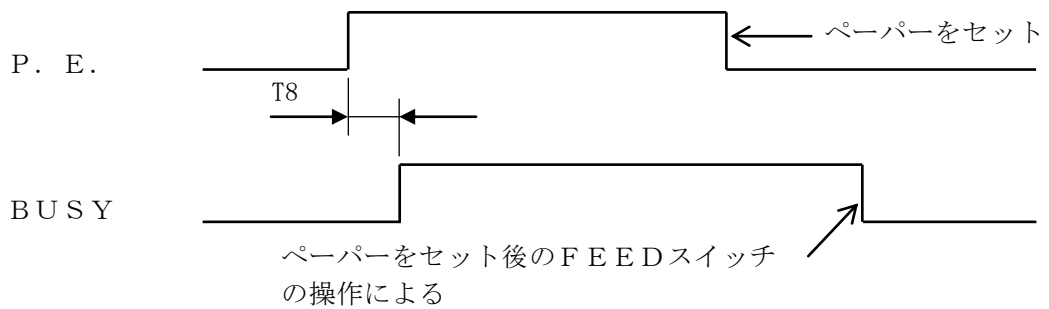 ペーパーをセット
Ｐ．Ｅ．
T8
ＢＵＳＹ
ペーパーをセット後のＦＥＥＤスイッチ
の操作による